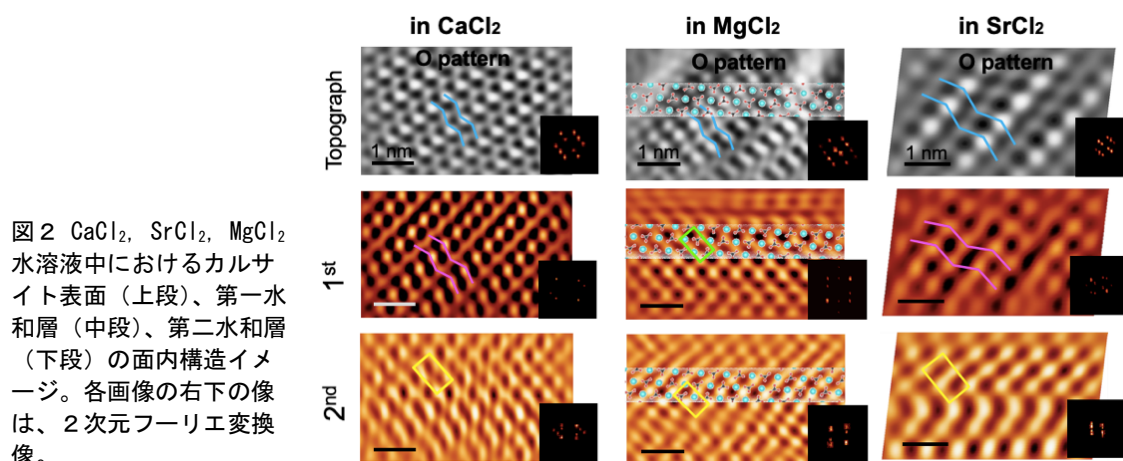 in CaCl₂
in MgCl₂
in SrCl₂
Topograph
O pattern
1 nm
O pattern
1 nm
O pattern
1 nm
1st
2nd
図２ CaCl₂, SrCl₂, MgCl₂
水溶液中におけるカルサ
イト表面（上段）、第一水
和層（中段）、第二水和層
（下段）の面内構造イメ
ージ。各画像の右下の像
は、２次元フーリエ変換
像。